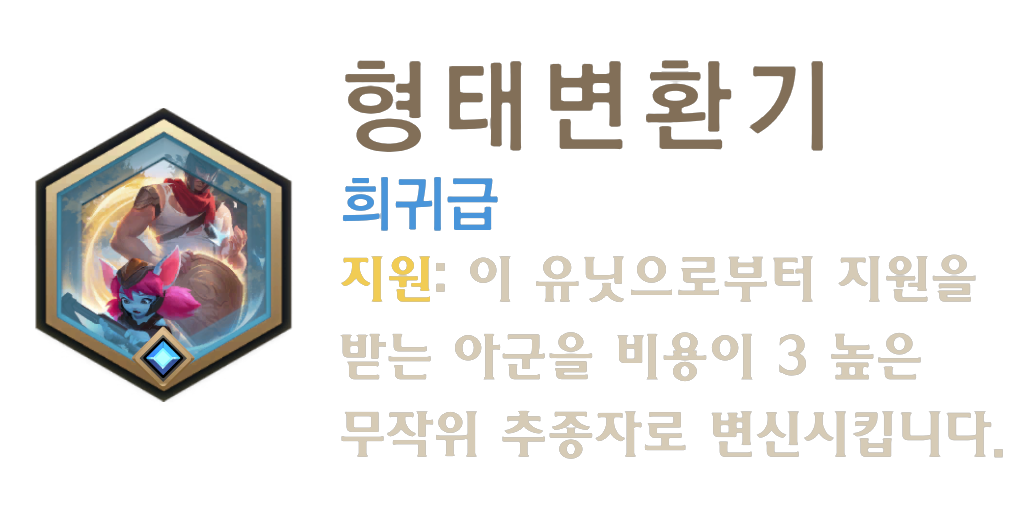 형태변환기
희귀급
지원: 이 유닛으로부터 지원을
받는 아군을 비용이 3 높은
무작위 추종자로 변신시킵니다.